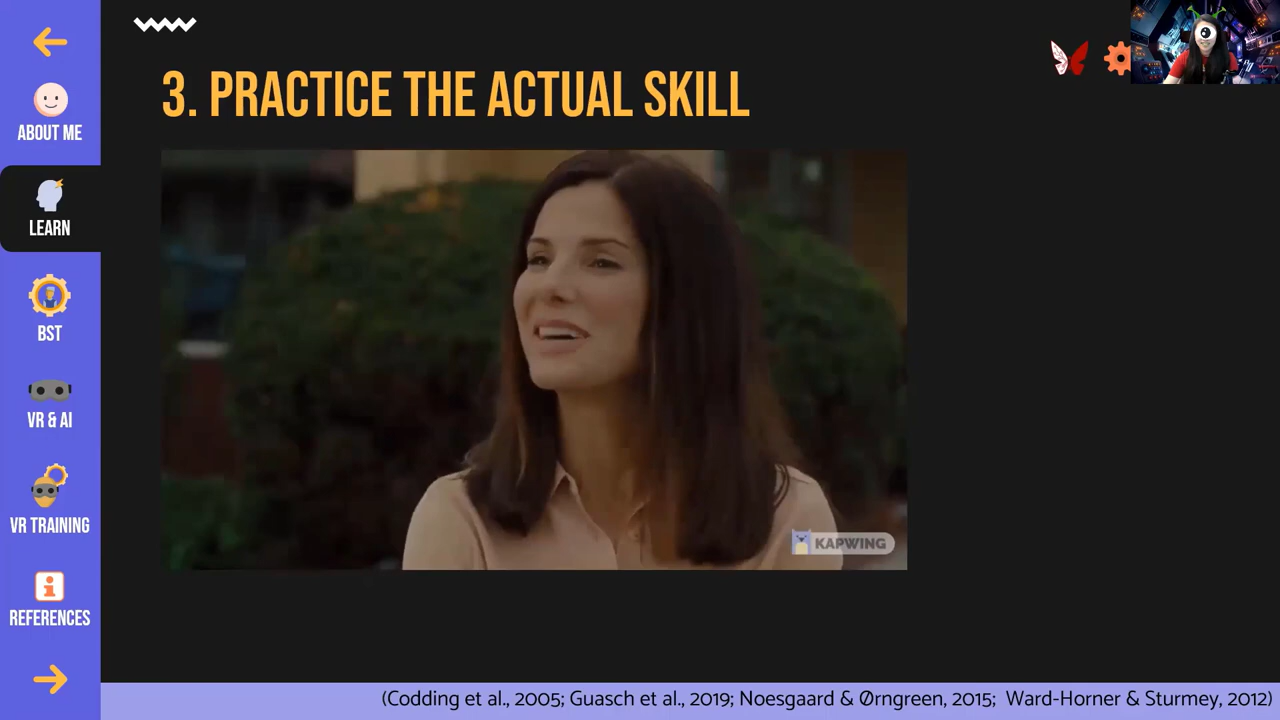 3. PRACTICE THE ACTUAL SKILL
ABOUT ME
LEARN
BST
VR & AI
VR TRAINING
REFERENCES
KAPWING
(Codding et al., 2005; Guasch et al., 2019; Noesgaard & Ørngreen, 2015; Ward-Horner & Sturmey, 2012)